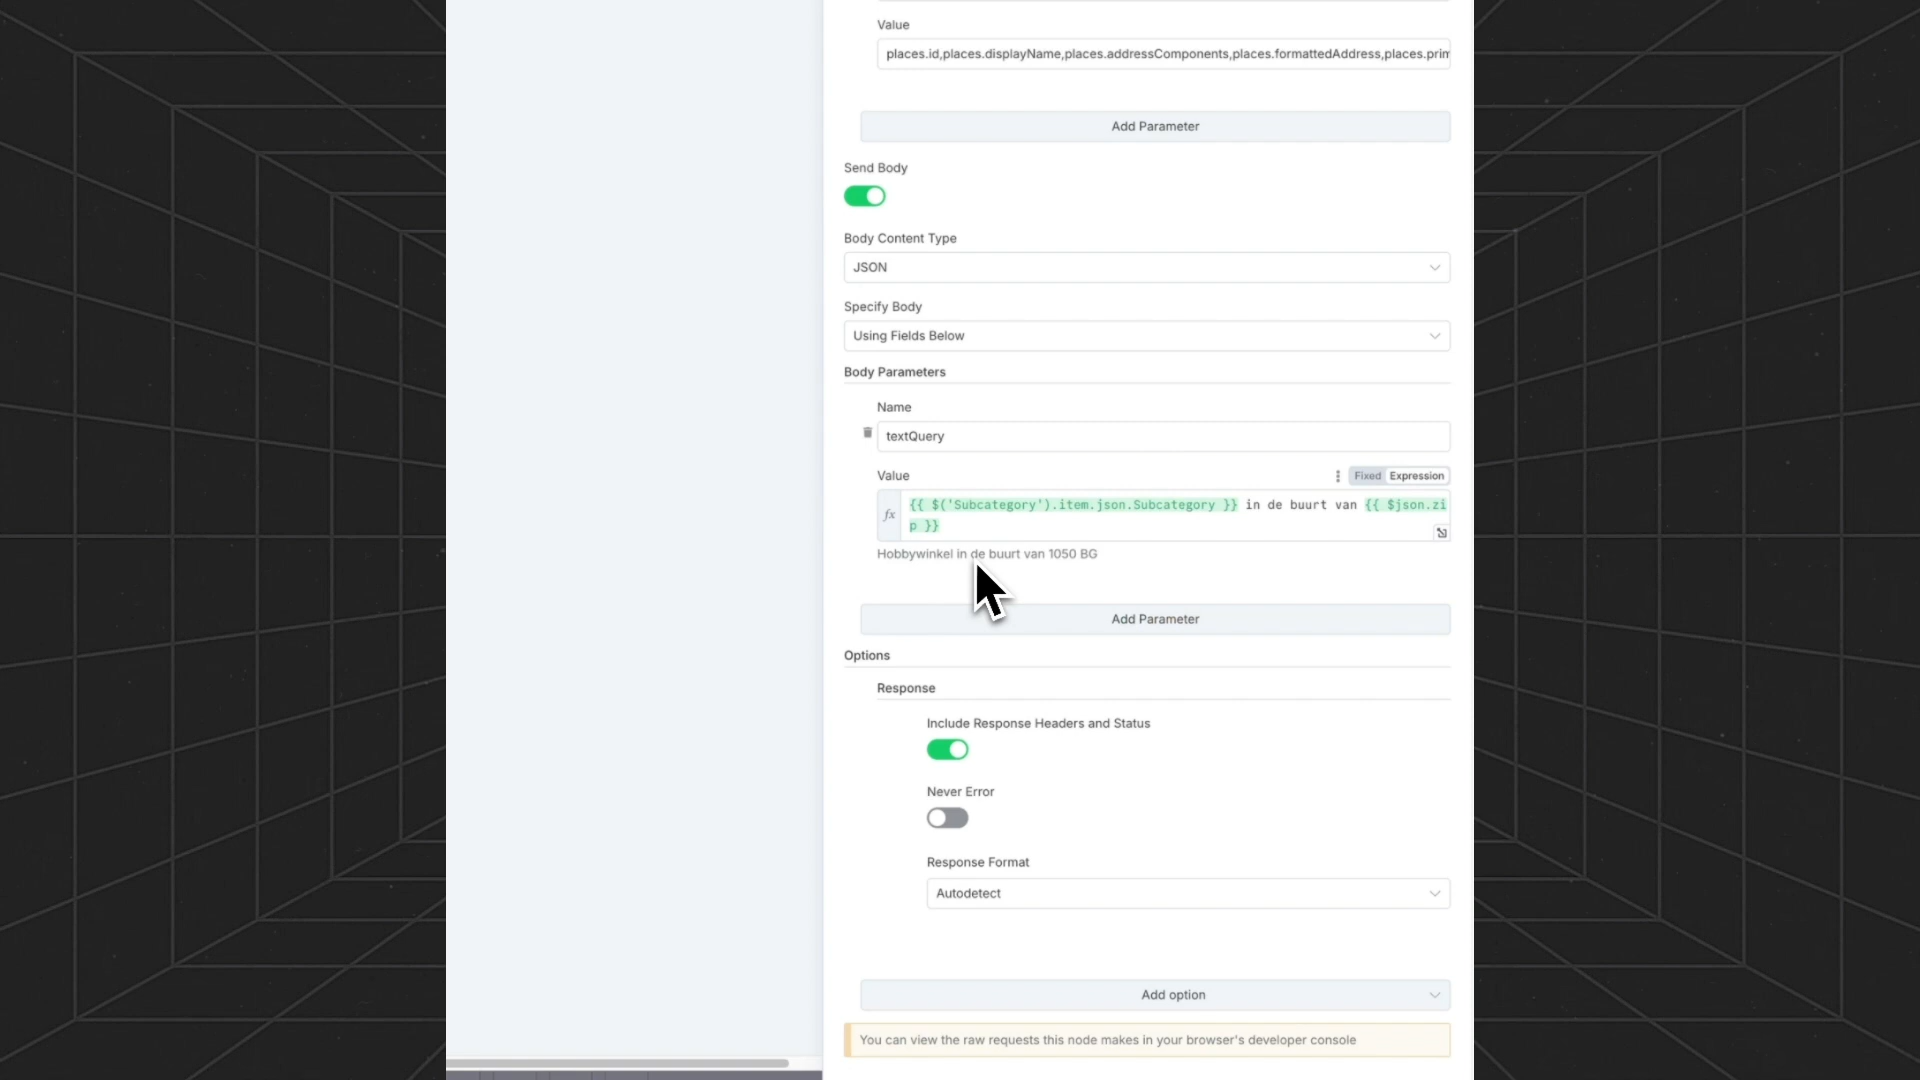 Value
places.id,places.displayName,places.addressComponents,places.formattedAddress,places.prim
Add Parameter
Send Body
Body Content Type
JSON
Specify Body
Using Fields Below
Body Parameters
Name
textQuery
Value
Fixed Expression
fx
{{ $('Subcategory').item.json.Subcategory }} in de buurt van {{ $json.zi
p }}
Hobbywinkel in de buurt van 1050 BG
Add Parameter
Options
Response
Include Response Headers and Status
Never Error
Response Format
Autodetect
Add option
You can view the raw requests this node makes in your browser's developer console